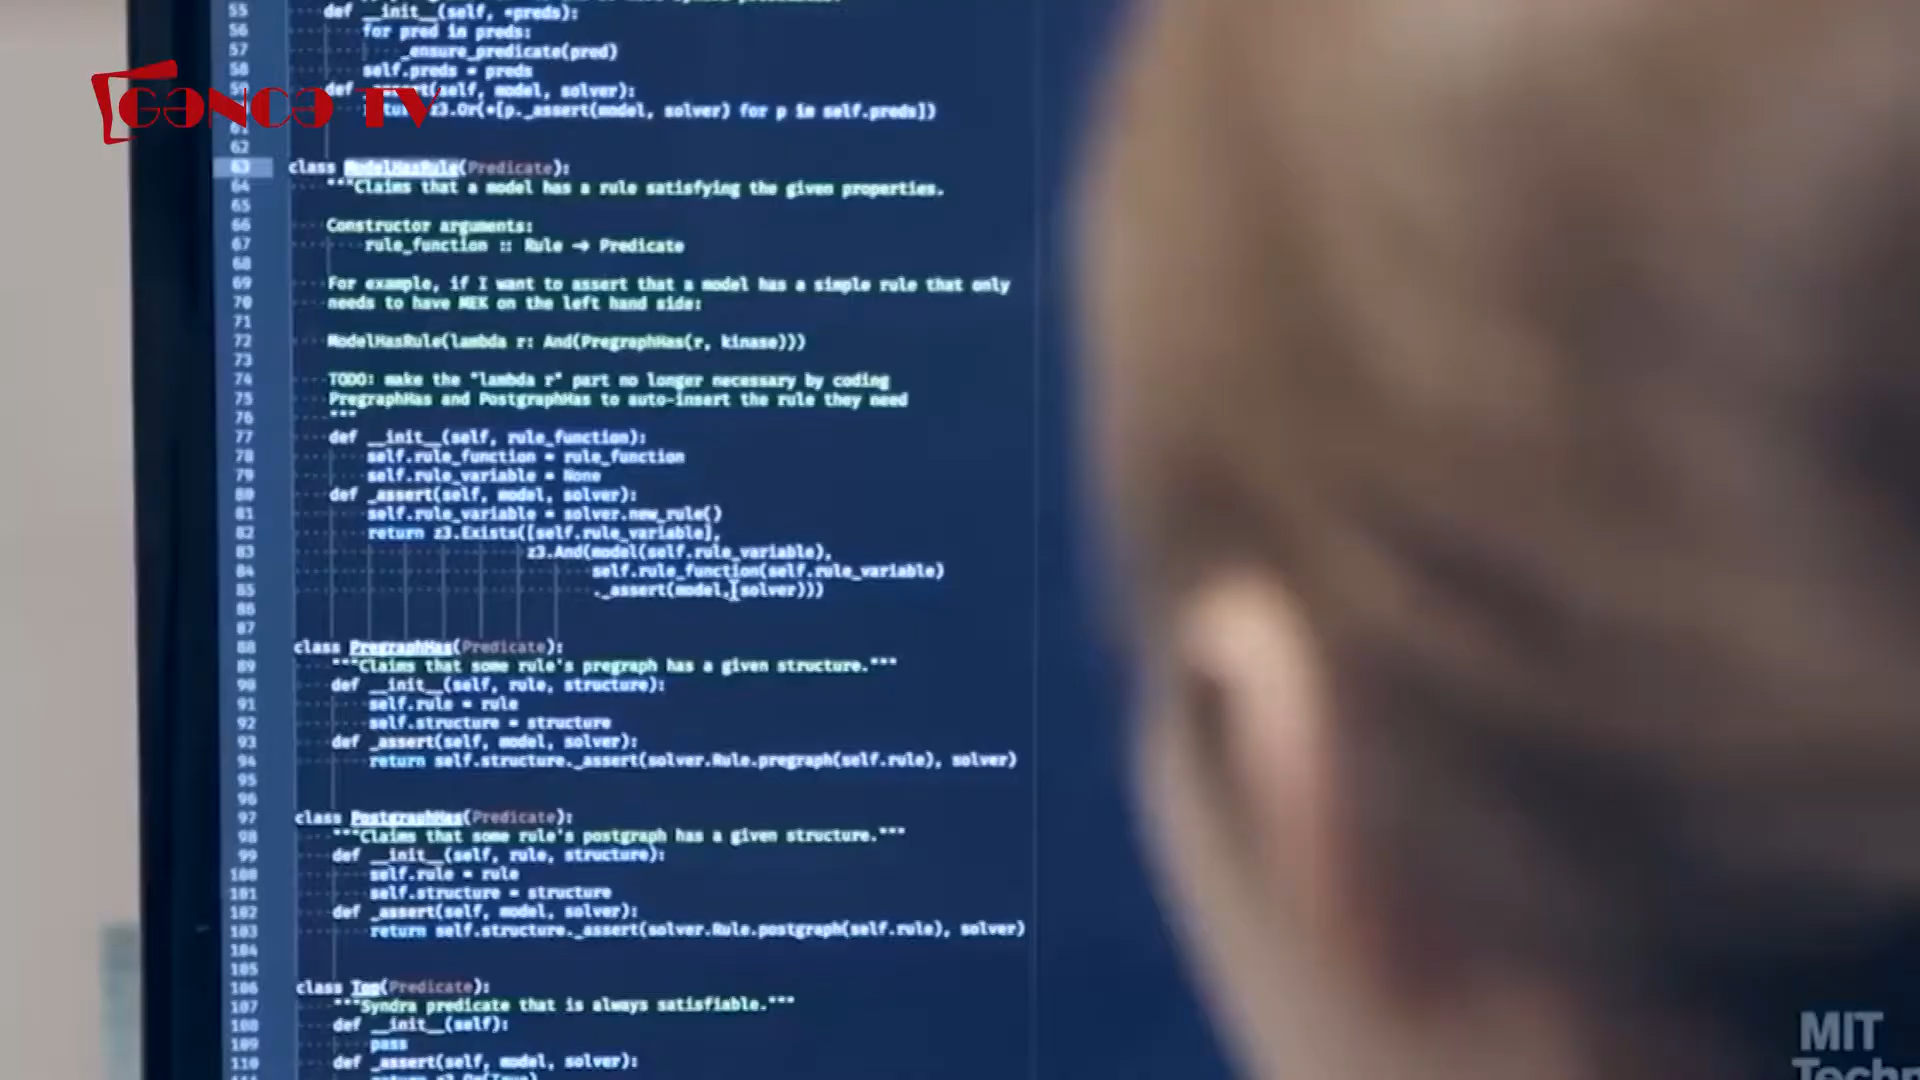 55 def __init__(self, *preds):
56 for pred in preds:
57 _ensure_predicate(pred)
58 self.preds = preds
59 def _assert(self, model, solver):
z3.Or(*[p._assert(model, solver) for p in self.preds])
GƏNCƏ TV
61
62
63 class ModelHasRule(Predicate):
64 """Claims that a model has a rule satisfying the given properties.
65
66 Constructor arguments:
67 rule_function :: Rule → Predicate
68
69 For example, if I want to assert that a model has a simple rule that only
70 needs to have MEK on the left hand side:
71
72 ModelHasRule(lambda r: And(PregraphHas(r, kinase)))
73
74 TODO: make the "lambda r" part no longer necessary by coding
75 PregraphHas and PostgraphHas to auto-insert the rule they need
76 """
77 def __init__(self, rule_function):
78 self.rule_function = rule_function
79 self.rule_variable = None
80 def _assert(self, model, solver):
81 self.rule_variable = solver.new_rule()
82 return z3.Exists([self.rule_variable],
83 z3.And(model(self.rule_variable),
84 self.rule_function(self.rule_variable)
85 ._assert(model, solver)))
86
87
88 class PregraphHas(Predicate):
89 """Claims that some rule's pregraph has a given structure."""
90 def __init__(self, rule, structure):
91 self.rule = rule
92 self.structure = structure
93 def _assert(self, model, solver):
94 return self.structure._assert(solver.Rule.pregraph(self.rule), solver)
95
96
97 class PostgraphHas(Predicate):
98 """Claims that some rule's postgraph has a given structure."""
99 def __init__(self, rule, structure):
100 self.rule = rule
101 self.structure = structure
102 def _assert(self, model, solver):
103 return self.structure._assert(solver.Rule.postgraph(self.rule), solver)
104
105
106 class Top(Predicate):
107 """Syndra predicate that is always satisfiable."""
108 def __init__(self):
109 pass
110 def _assert(self, model, solver):
MIT